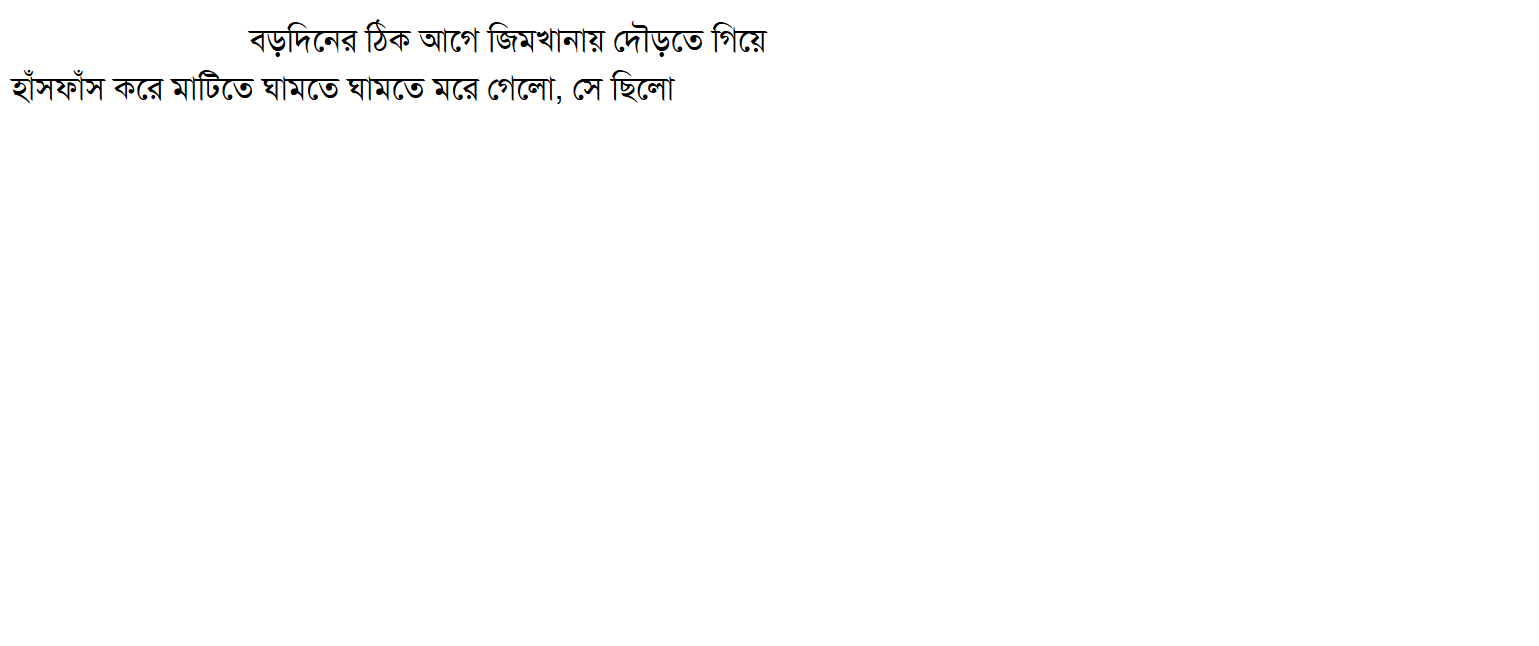 বড়দিনের ঠিক আগে জিমখানায় দৌড়তে গিয়ে
হাঁসফাঁস করে মাটিতে ঘামতে ঘামতে মরে গেলো, সে ছিলো